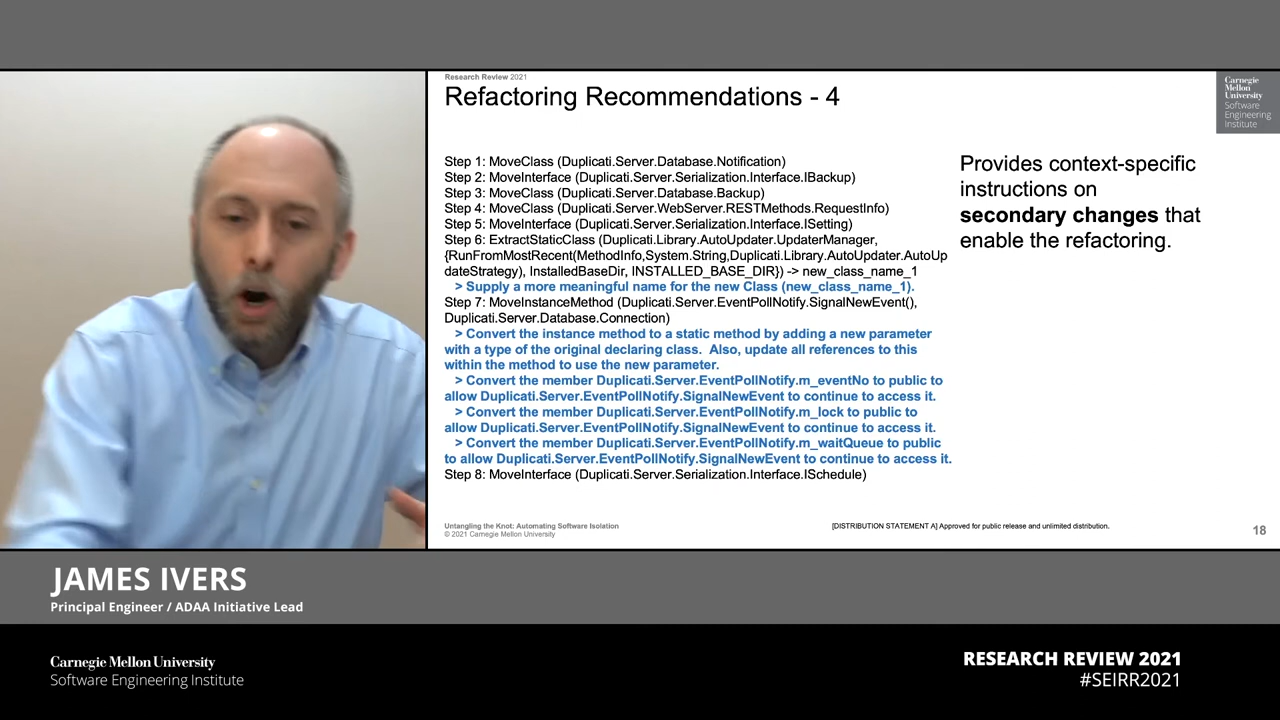 Research Review 2021
Refactoring Recommendations - 4
Carnegie
Mellon
University
Software
Engineering
Institute
Step 1: MoveClass (Duplicati.Server.Database.Notification)
Step 2: MoveInterface (Duplicati.Server.Serialization.Interface.IBackup)
Step 3: MoveClass (Duplicati.Server.Database.Backup)
Step 4: MoveClass (Duplicati.Server.WebServer.RESTMethods.RequestInfo)
Step 5: MoveInterface (Duplicati.Server.Serialization.Interface.ISetting)
Step 6: ExtractStaticClass (Duplicati.Library.AutoUpdater.UpdaterManager,
{RunFromMostRecent(MethodInfo,System.String,Duplicati.Library.AutoUpdater.AutoUp
dateStrategy), InstalledBaseDir, INSTALLED_BASE_DIR}) -> new_class_name_1
> Supply a more meaningful name for the new Class (new_class_name_1).
Step 7: MoveInstanceMethod (Duplicati.Server.EventPollNotify.SignalNewEvent(),
Duplicati.Server.Database.Connection)
> Convert the instance method to a static method by adding a new parameter
with a type of the original declaring class. Also, update all references to this
within the method to use the new parameter.
> Convert the member Duplicati.Server.EventPollNotify.m_eventNo to public to
allow Duplicati.Server.EventPollNotify.SignalNewEvent to continue to access it.
> Convert the member Duplicati.Server.EventPollNotify.m_lock to public to
allow Duplicati.Server.EventPollNotify.SignalNewEvent to continue to access it.
> Convert the member Duplicati.Server.EventPollNotify.m_waitQueue to public
to allow Duplicati.Server.EventPollNotify.SignalNewEvent to continue to access it.
Step 8: MoveInterface (Duplicati.Server.Serialization.Interface.ISchedule)
Provides context-specific
instructions on
secondary changes that
enable the refactoring.
Untangling the Knot: Automating Software Isolation
© 2021 Carnegie Mellon University
[DISTRIBUTION STATEMENT A] Approved for public release and unlimited distribution.
18
JAMES IVERS
Principal Engineer / ADAA Initiative Lead
Carnegie Mellon University
Software Engineering Institute
RESEARCH REVIEW 2021
#SEIRR2021